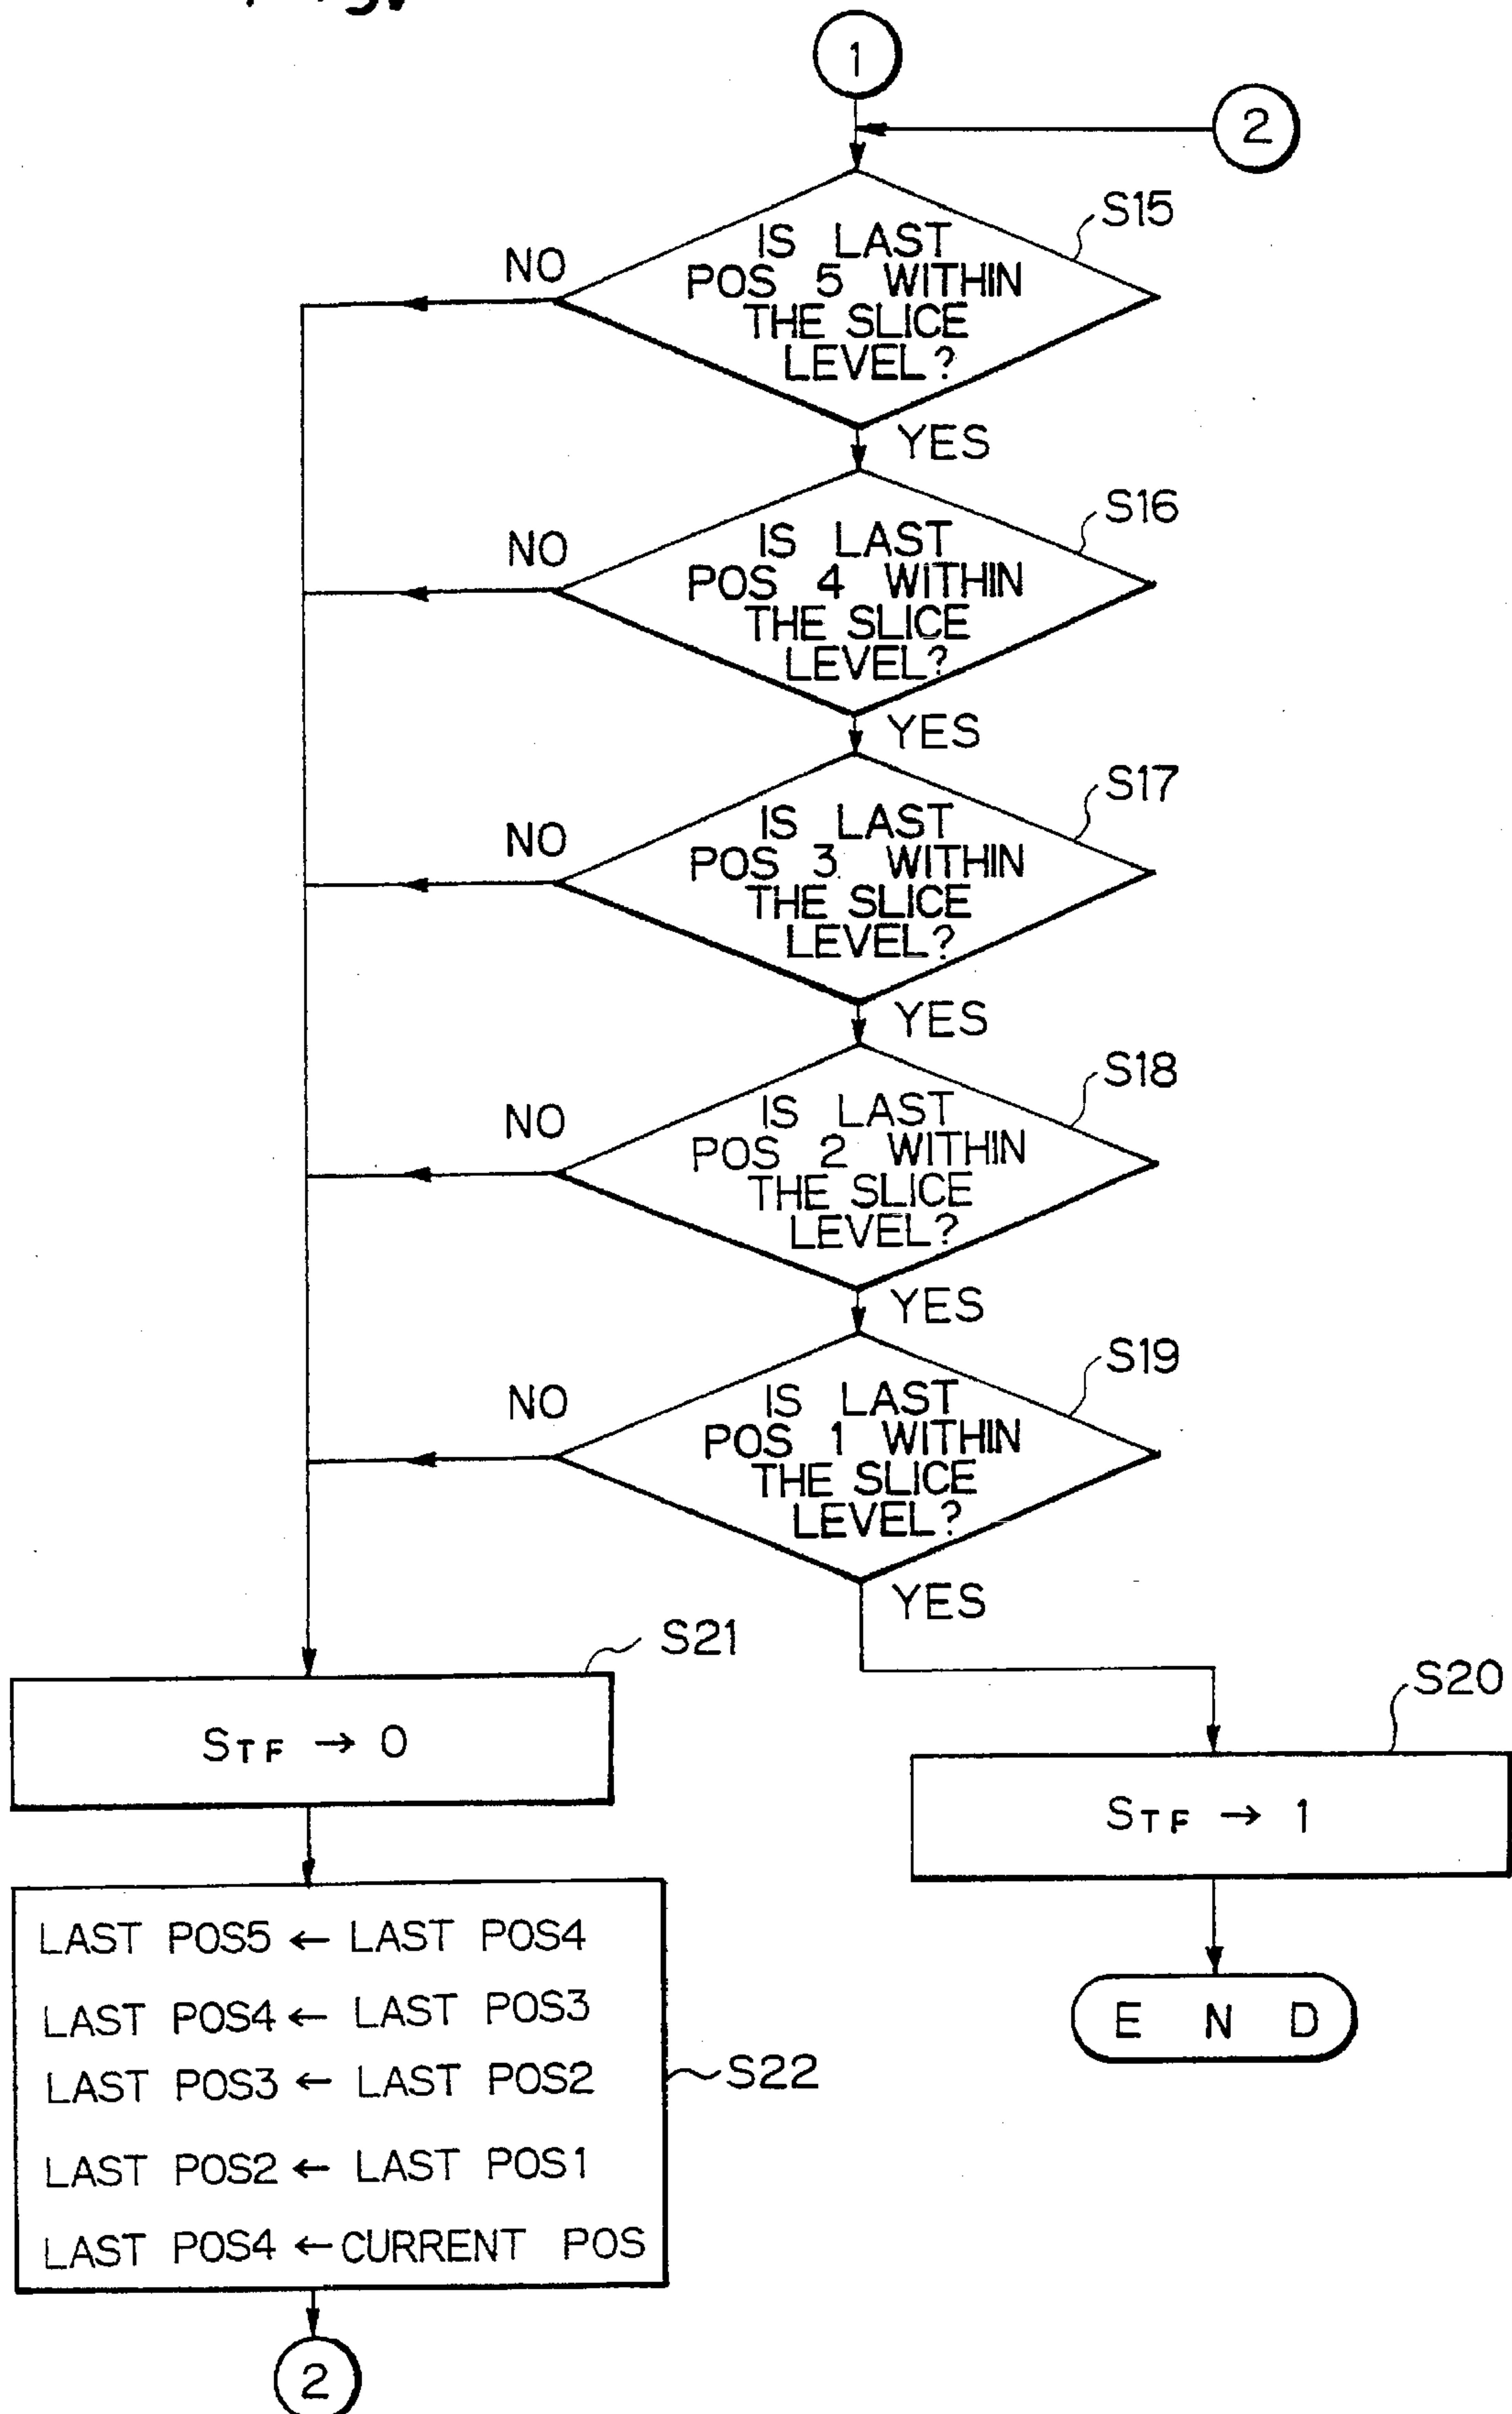 1
2
S15
IS LAST
POS 5 WITHIN
THE SLICE
LEVEL?
NO
YES
S16
IS LAST
POS 4 WITHIN
THE SLICE
LEVEL?
NO
YES
S17
IS LAST
POS 3 WITHIN
THE SLICE
LEVEL?
NO
YES
S18
IS LAST
POS 2 WITHIN
THE SLICE
LEVEL?
NO
YES
S19
IS LAST
POS 1 WITHIN
THE SLICE
LEVEL?
NO
YES
S21
STF → 0
S20
STF → 1
LAST POS5 ← LAST POS4
LAST POS4 ← LAST POS3
LAST POS3 ← LAST POS2
LAST POS2 ← LAST POS1
LAST POS4 ← CURRENT POS
S22
E N D
2